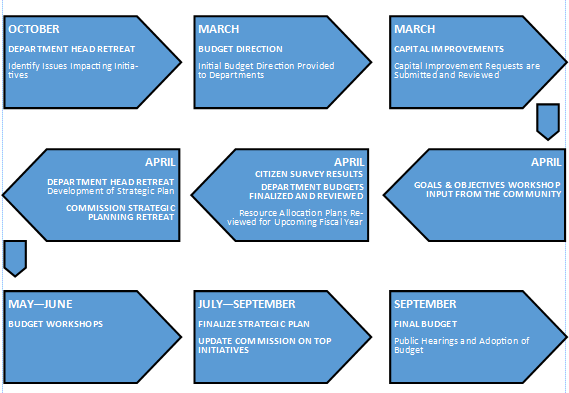 OCTOBER
DEPARTMENT HEAD RETREAT
Identify Issues Impacting Initia-
tives
MARCH
BUDGET DIRECTION
Initial Budget Direction Provided
to Departments
MARCH
CAPITAL IMPROVEMENTS
Capital Improvement Requests are
Submitted and Reviewed
APRIL
GOALS & OBJECTIVES WORKSHOP
INPUT FROM THE COMMUNITY
APRIL
CITIZEN SURVEY RESULTS
DEPARTMENT BUDGETS
FINALIZED AND REVIEWED
Resource Allocation Plans Re-
viewed for Upcoming Fiscal Year
APRIL
DEPARTMENT HEAD RETREAT
Development of Strategic Plan
COMMISSION STRATEGIC
PLANNING RETREAT
MAY—JUNE
BUDGET WORKSHOPS
JULY—SEPTEMBER
FINALIZE STRATEGIC PLAN
UPDATE COMMISSION ON TOP
INITIATIVES
SEPTEMBER
FINAL BUDGET
Public Hearings and Adoption of
Budget